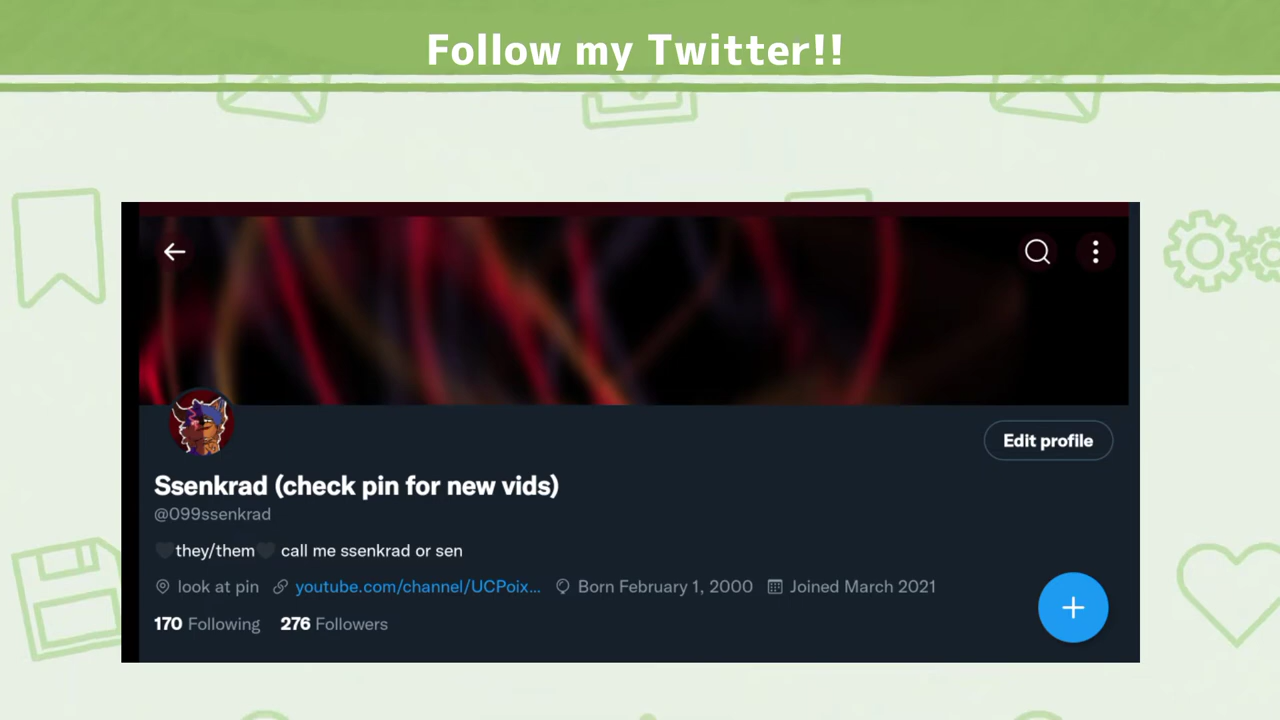 Follow my Twitter!!
Edit profile
Ssenkrad (check pin for new vids)
@099ssenkrad
🖤they/them🖤 call me ssenkrad or sen
look at pin youtube.com/channel/UCPoix... Born February 1, 2000 Joined March 2021
170 Following 276 Followers